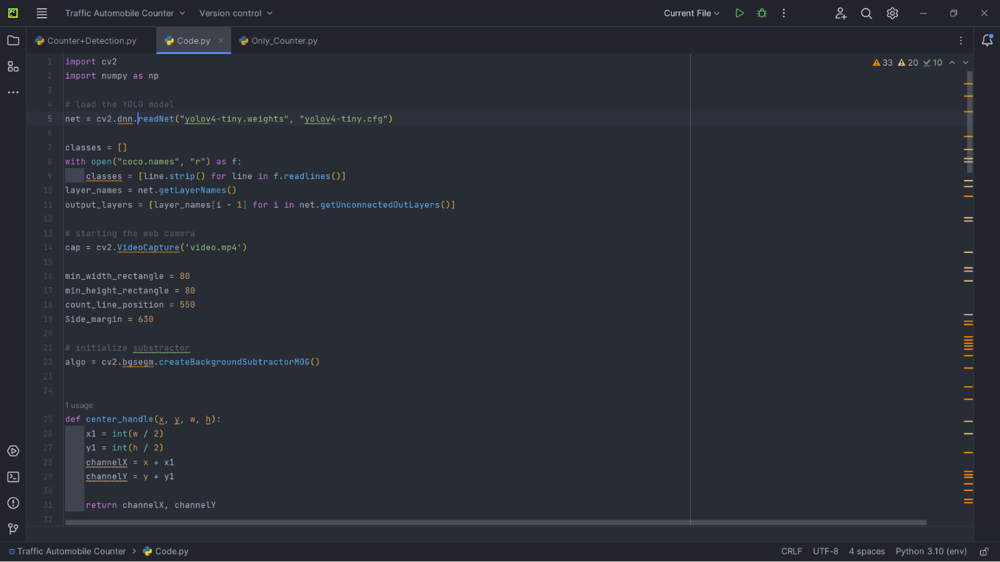 PC Traffic Automobile Counter Version control Current File
Counter+Detection.py Code.py Only_Counter.py
33 20 10
1 import cv2
2 import numpy as np
3
4 # load the YOLO model
5 net = cv2.dnn.readNet("yolov4-tiny.weights", "yolov4-tiny.cfg")
6
7 classes = []
8 with open("coco.names", "r") as f:
9 classes = [line.strip() for line in f.readlines()]
10 layer_names = net.getLayerNames()
11 output_layers = [layer_names[i - 1] for i in net.getUnconnectedOutLayers()]
12
13 # starting the web camera
14 cap = cv2.VideoCapture('video.mp4')
15
16 min_width_rectangle = 80
17 min_height_rectangle = 80
18 count_line_position = 550
19 Side_margin = 630
20
21 # initialize substractor
22 algo = cv2.bgsegm.createBackgroundSubtractorMOG()
23
24
1 usage
25 def center_handle(x, y, w, h):
26 x1 = int(w / 2)
27 y1 = int(h / 2)
28 channelX = x + x1
29 channelY = y + y1
30
31 return channelX, channelY
32
Traffic Automobile Counter > Code.py CRLF UTF-8 4 spaces Python 3.10 (env)